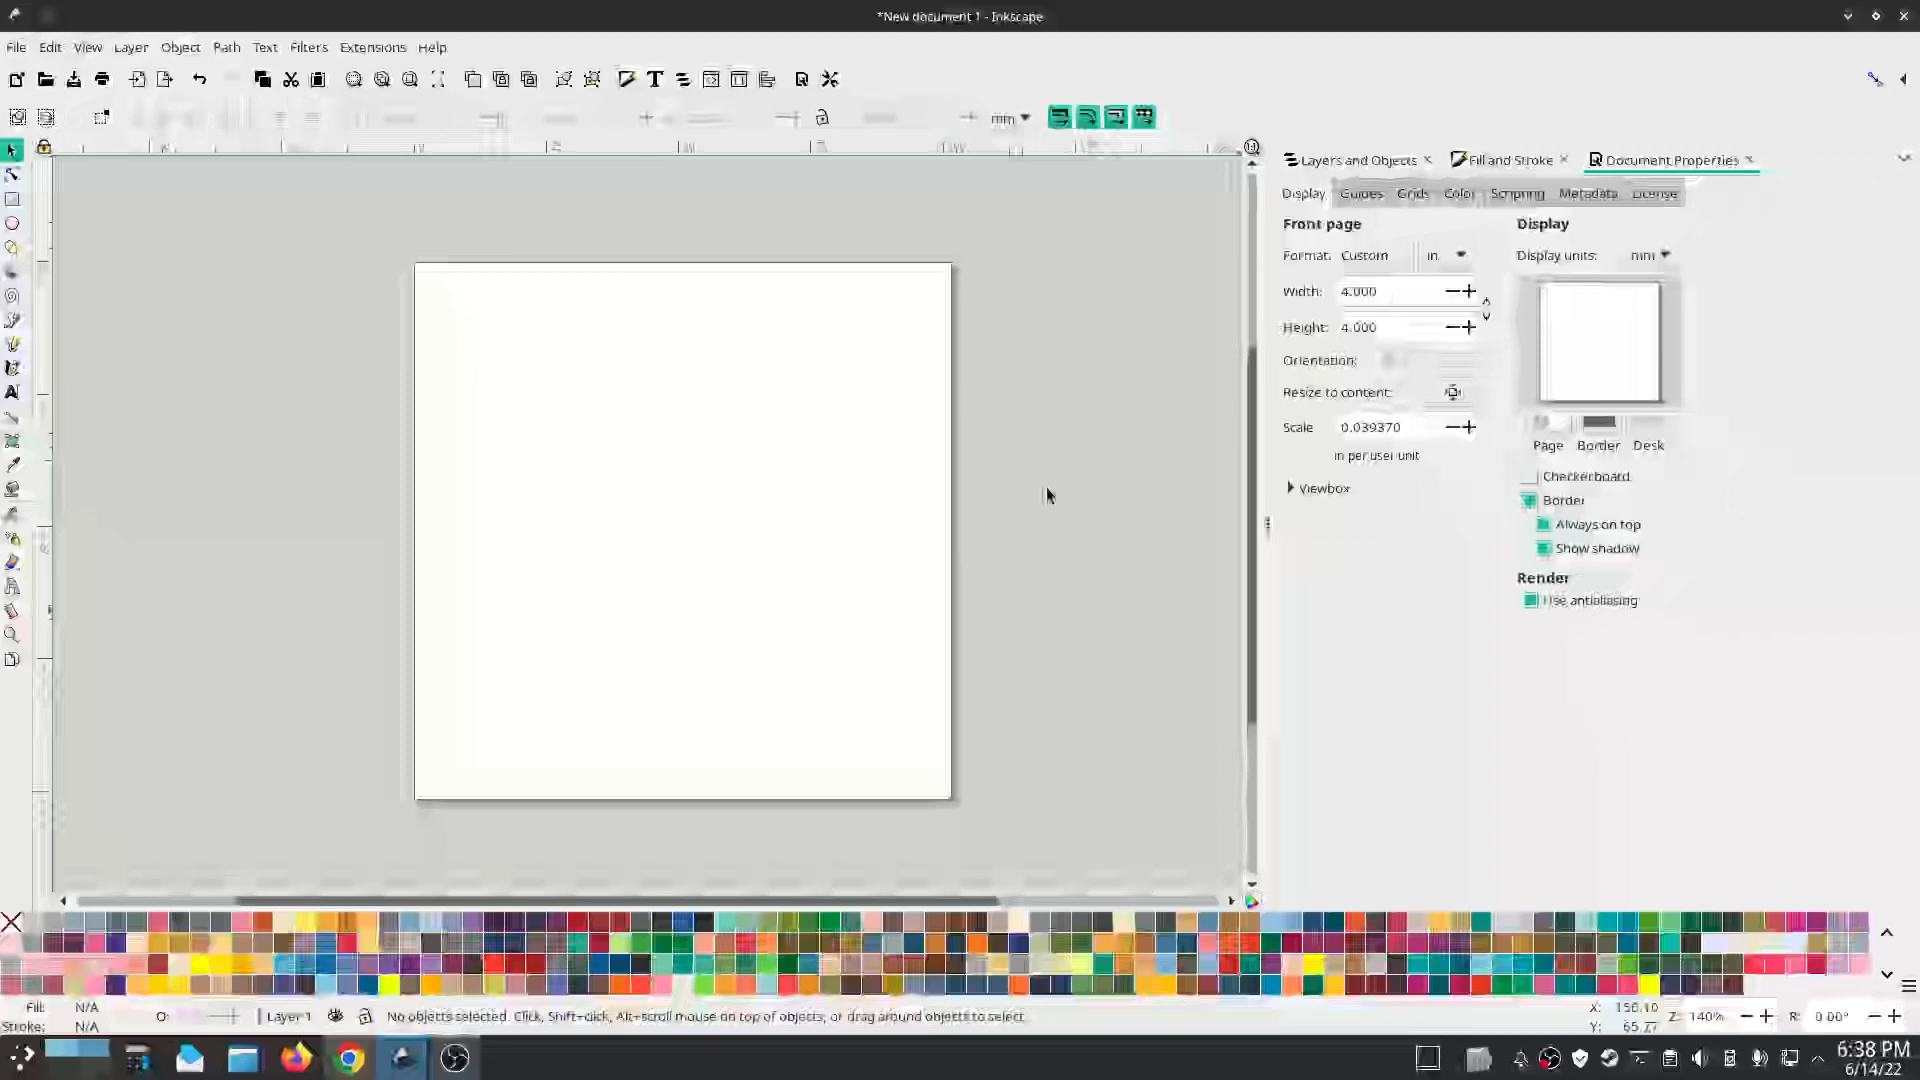 *New document 1 - Inkscape
File Edit View Layer Object Path Text Filters Extensions Help
mm
Layers and Objects Fill and Stroke Document Properties
Display Guides Grids Color Scripting Metadata License
Front page
Display
Format: Custom in
Display units: mm
Width: 4.000
Height: 4.000
Orientation:
Resize to content:
Scale 0.039370
in per user unit
Page Border Desk
Viewbox
Checkerboard
Border
Always on top
Show shadow
Render
Use antialiasing
Fill: N/A
Stroke: N/A
O:
Layer 1
No objects selected. Click, Shift+click, Alt+scroll mouse on top of objects, or drag around objects to select.
X: 156.10
Y:
Z: 140%
R: 0.00°
6:38 PM
6/14/22